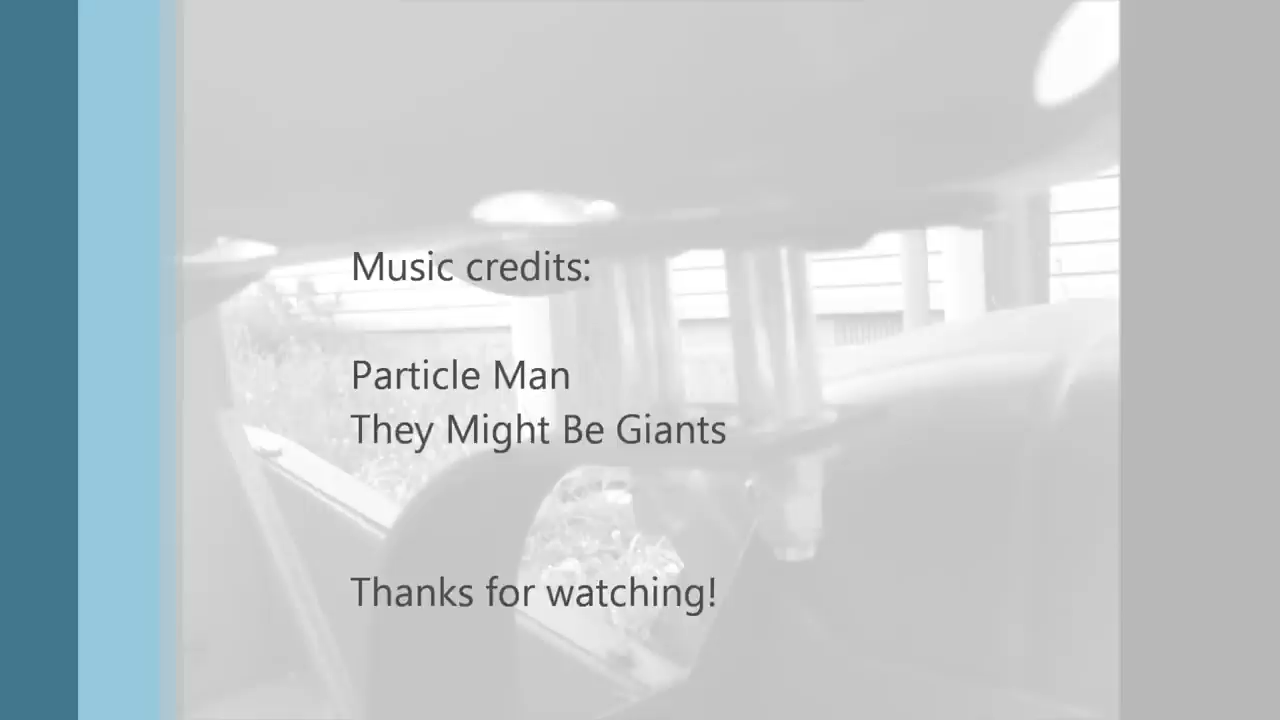 Music credits:
Particle Man
They Might Be Giants
Thanks for watching!